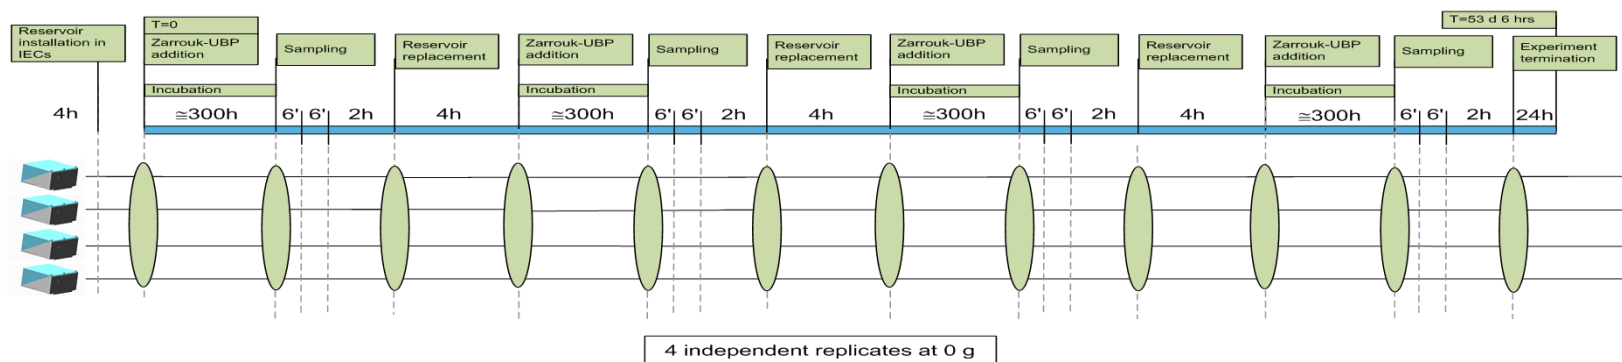 Reservoir
installation in
IECs
T=0
Zarrouk-UBP
addition
Sampling
Reservoir
replacement
Zarrouk-UBP
addition
Sampling
Reservoir
replacement
Zarrouk-UBP
addition
Sampling
Reservoir
replacement
Zarrouk-UBP
addition
Sampling
T=53 d 6 hrs
Experiment
termination
Incubation
Incubation
Incubation
Incubation
4h ≅300h 6' 6' 2h 4h ≅300h 6' 6' 2h 4h ≅300h 6' 6' 2h 4h ≅300h 6' 6' 2h 24h
4 independent replicates at 0 g